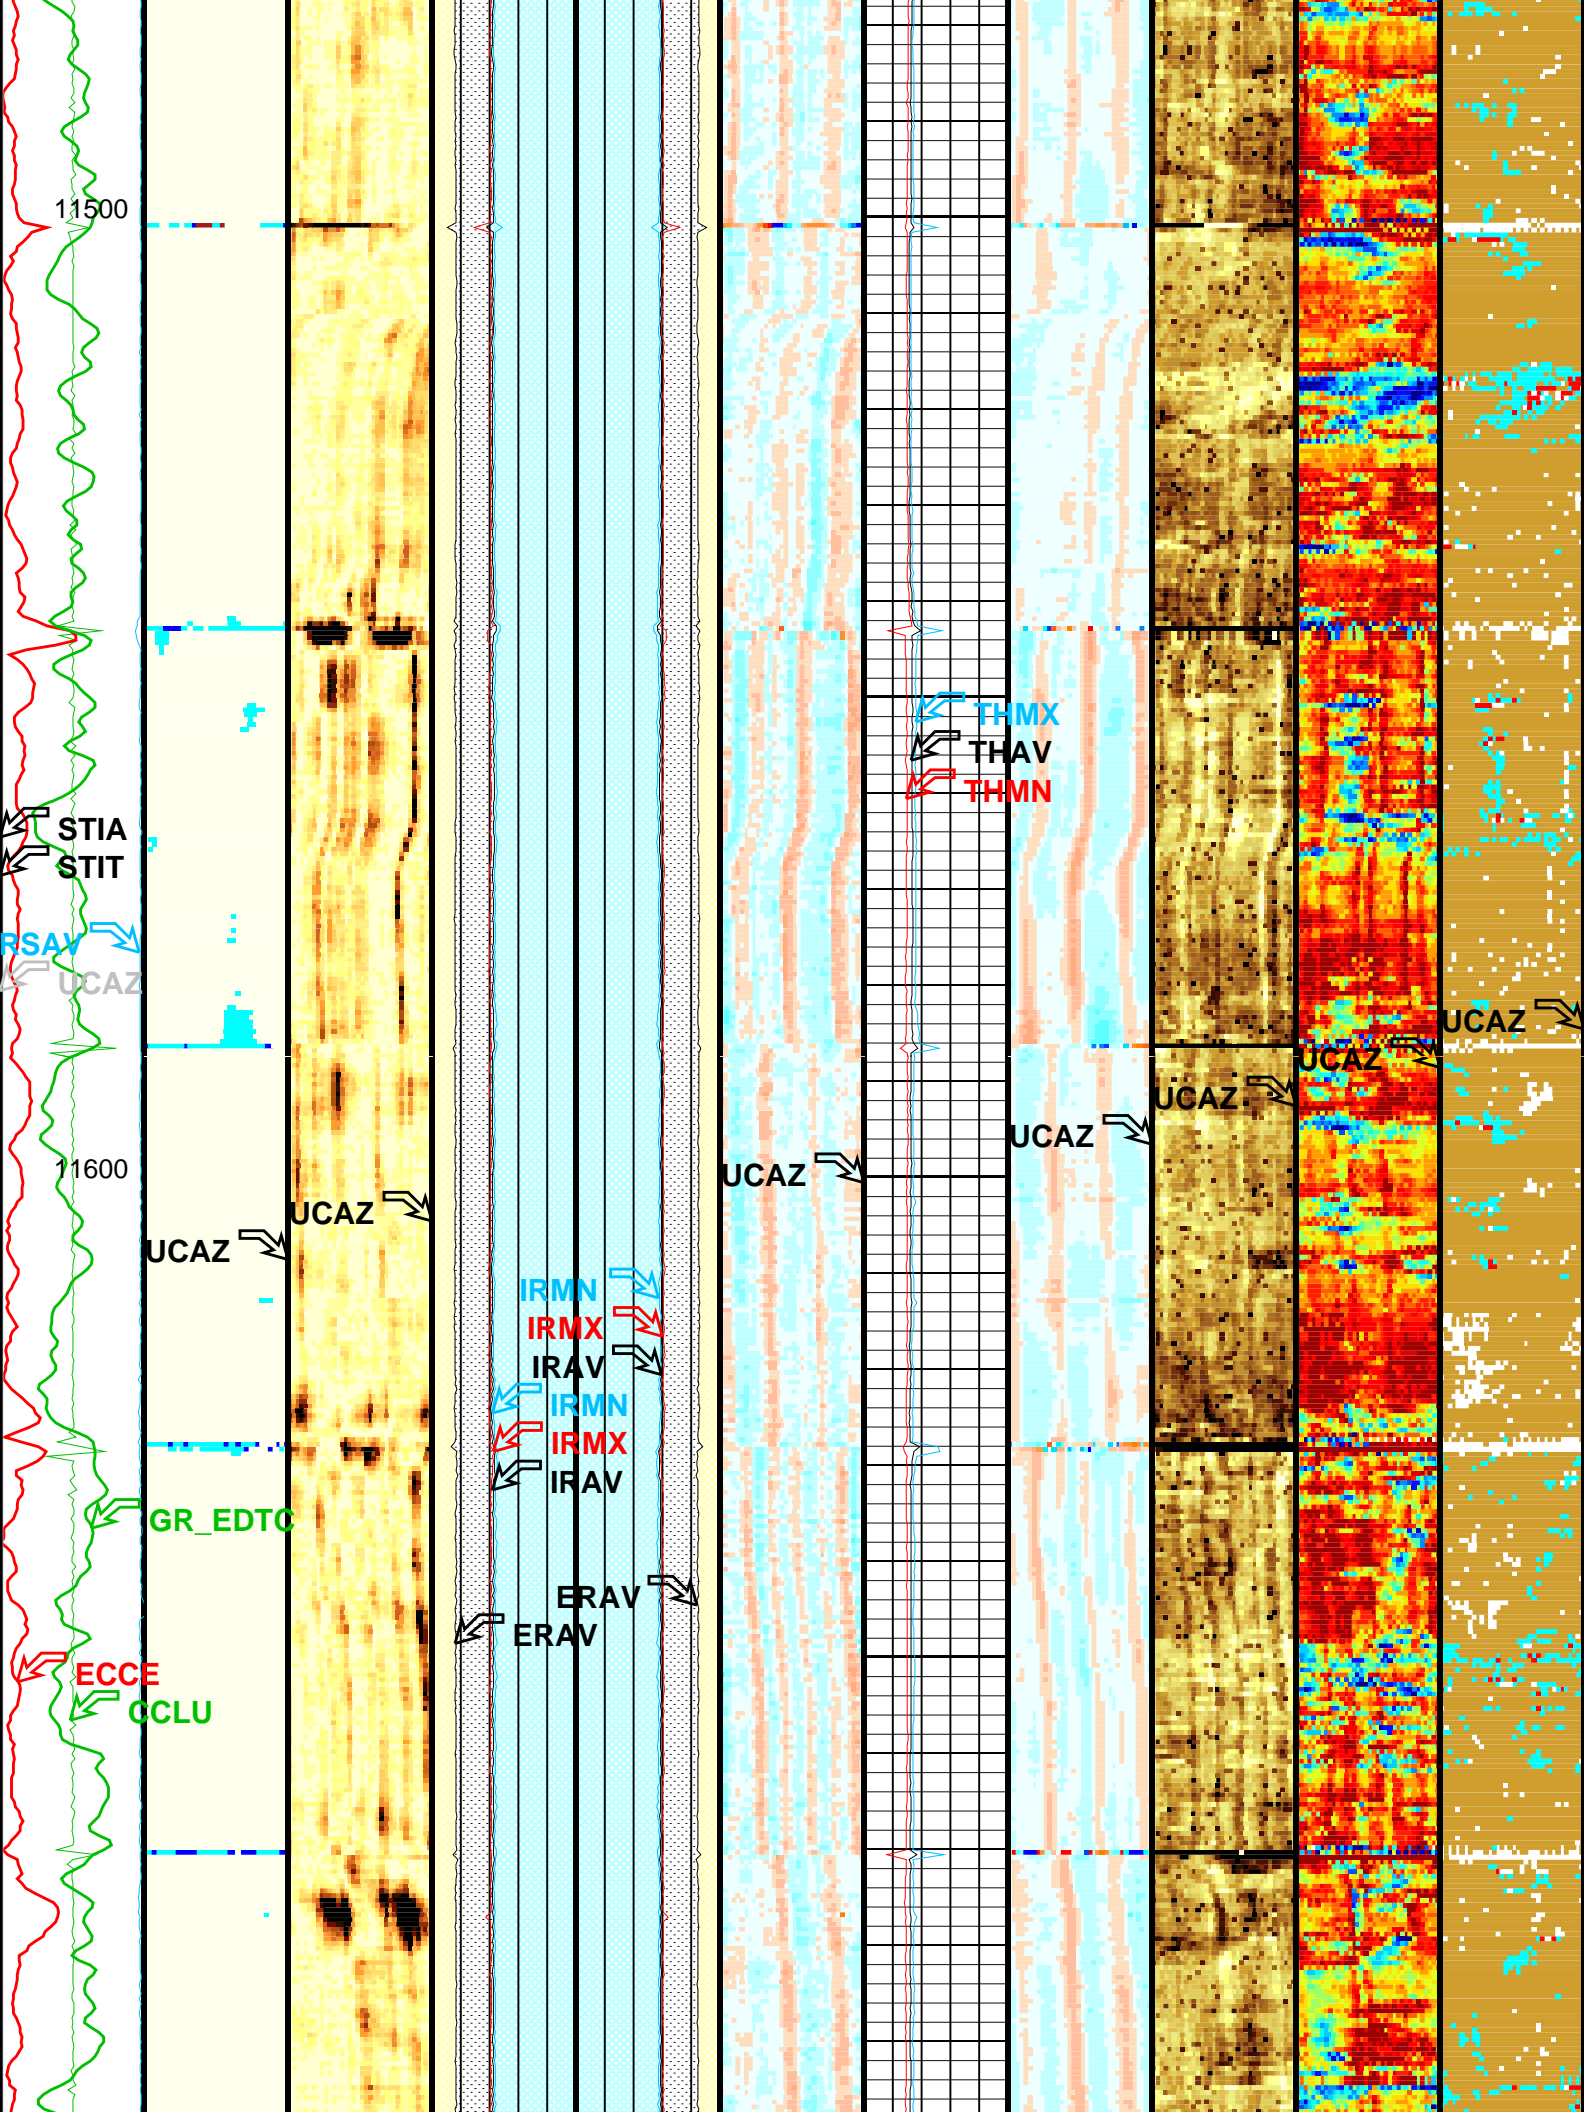 11500
THMX
THAV
THMN
STIA
STIT
RSAV
UCAZ
UCAZ
UCAZ
UCAZ
UCAZ
11600
UCAZ
UCAZ
UCAZ
IRMN
IRMX
IRAV
IRMN
IRMX
IRAV
GR_EDTC
ERAV
ERAV
ECCE
CCLU